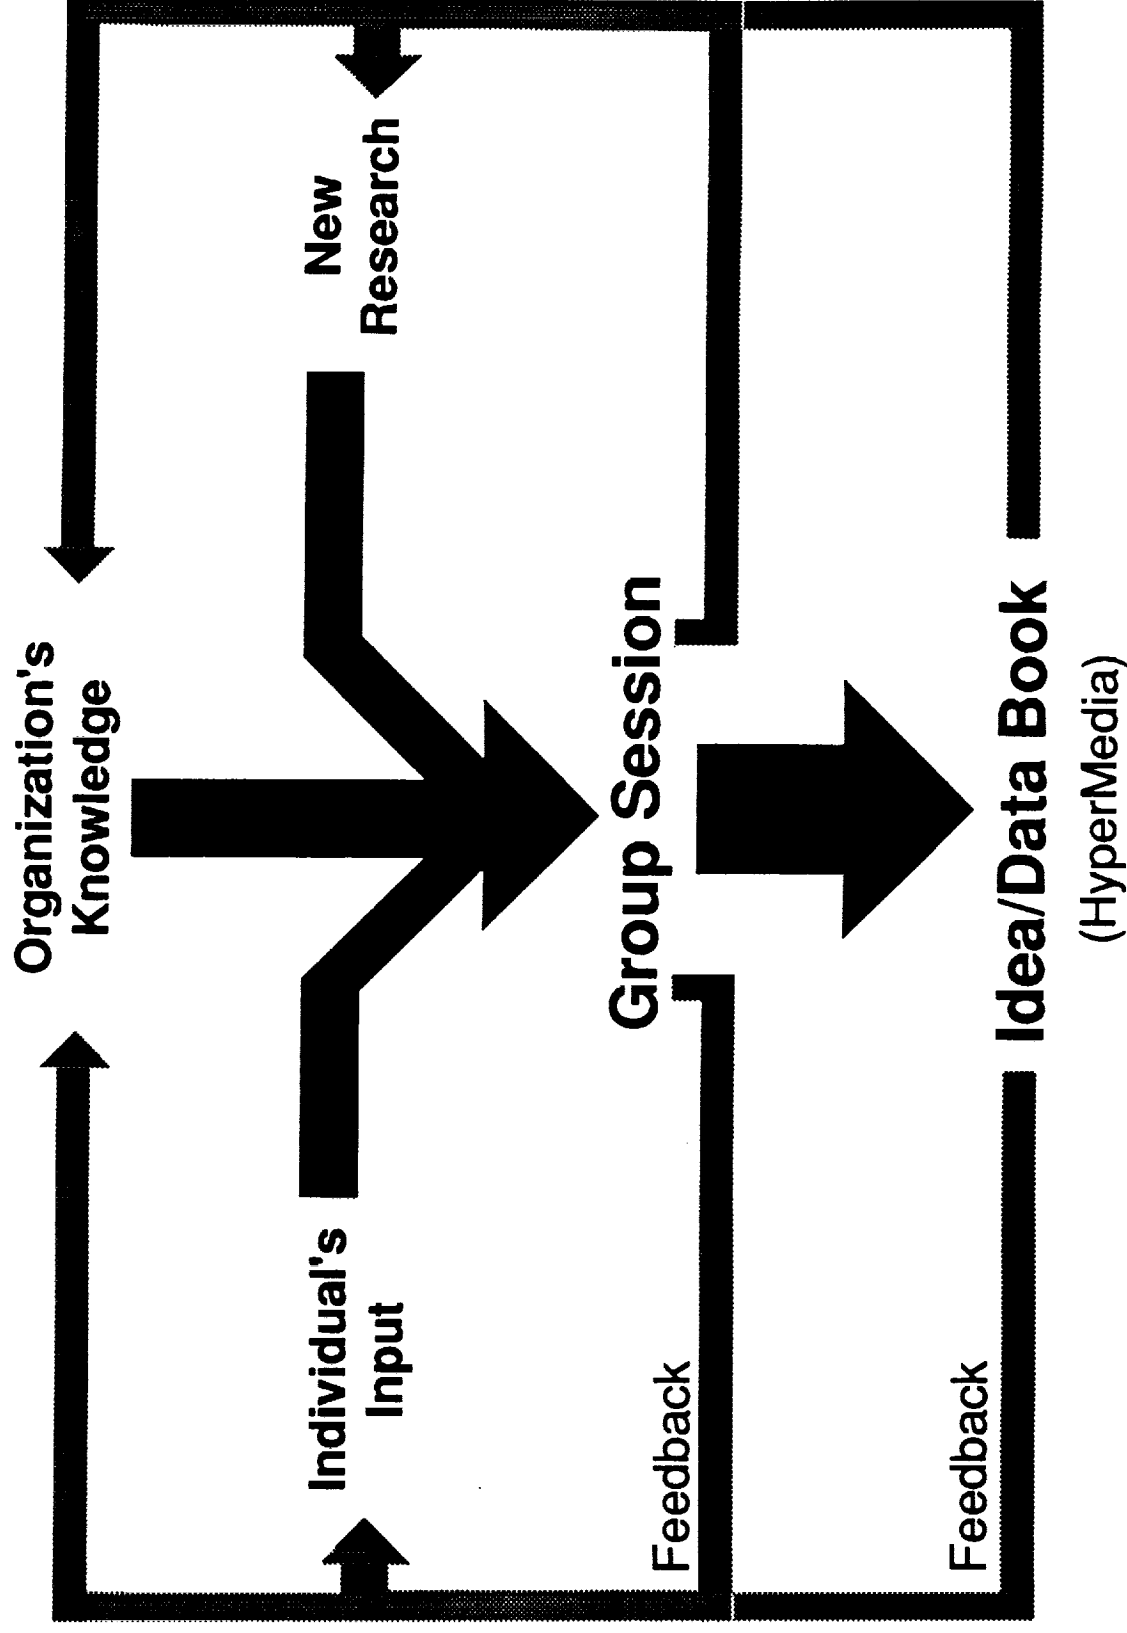 Organization's
Knowledge
Individual's
Input
New
Research
Group Session
Feedback
Idea/Data Book
(HyperMedia)
Feedback